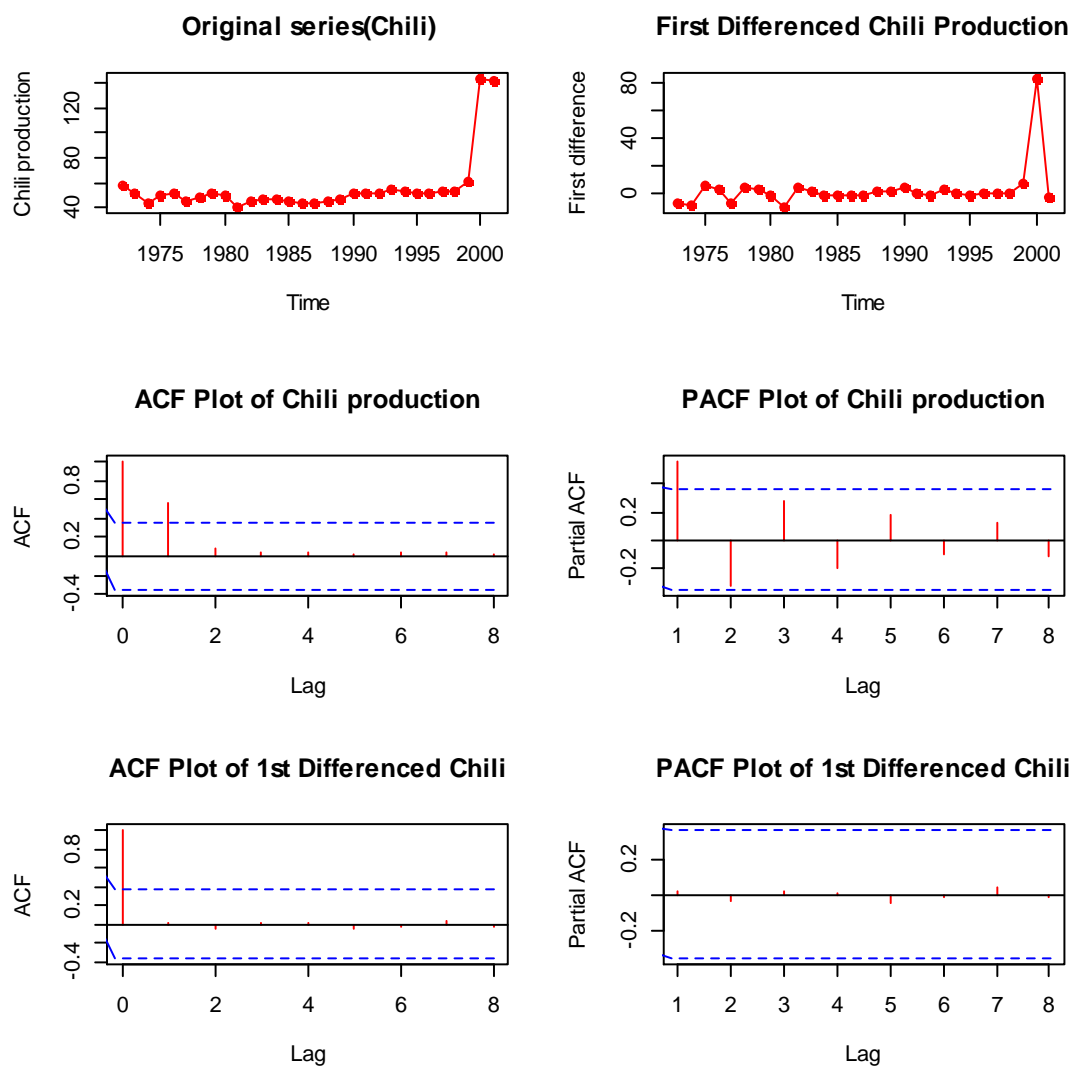 Original series(Chili)
Chili production
40 80 120
1975 1980 1985 1990 1995 2000
Time
First Differenced Chili Production
First difference
0 40 80
1975 1980 1985 1990 1995 2000
Time
ACF Plot of Chili production
ACF
-0.4 0.2 0.8
0 2 4 6 8
Lag
PACF Plot of Chili production
Partial ACF
-0.2 0.2
1 2 3 4 5 6 7 8
Lag
ACF Plot of 1st Differenced Chili
ACF
-0.4 0.2 0.8
0 2 4 6 8
Lag
PACF Plot of 1st Differenced Chili
Partial ACF
-0.2 0.2
1 2 3 4 5 6 7 8
Lag